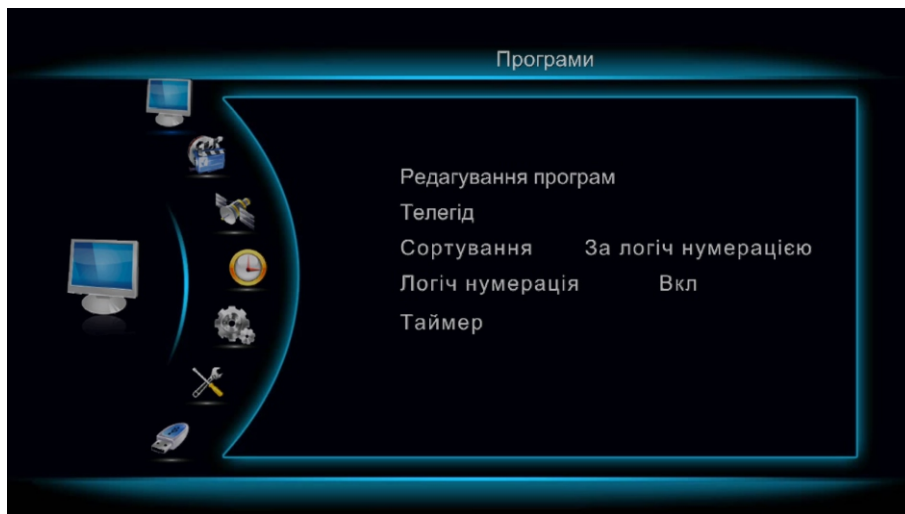 Програми
Редагування програм
Телегід
Сортування За логіч нумерацією
Логіч нумерація Вкл
Таймер